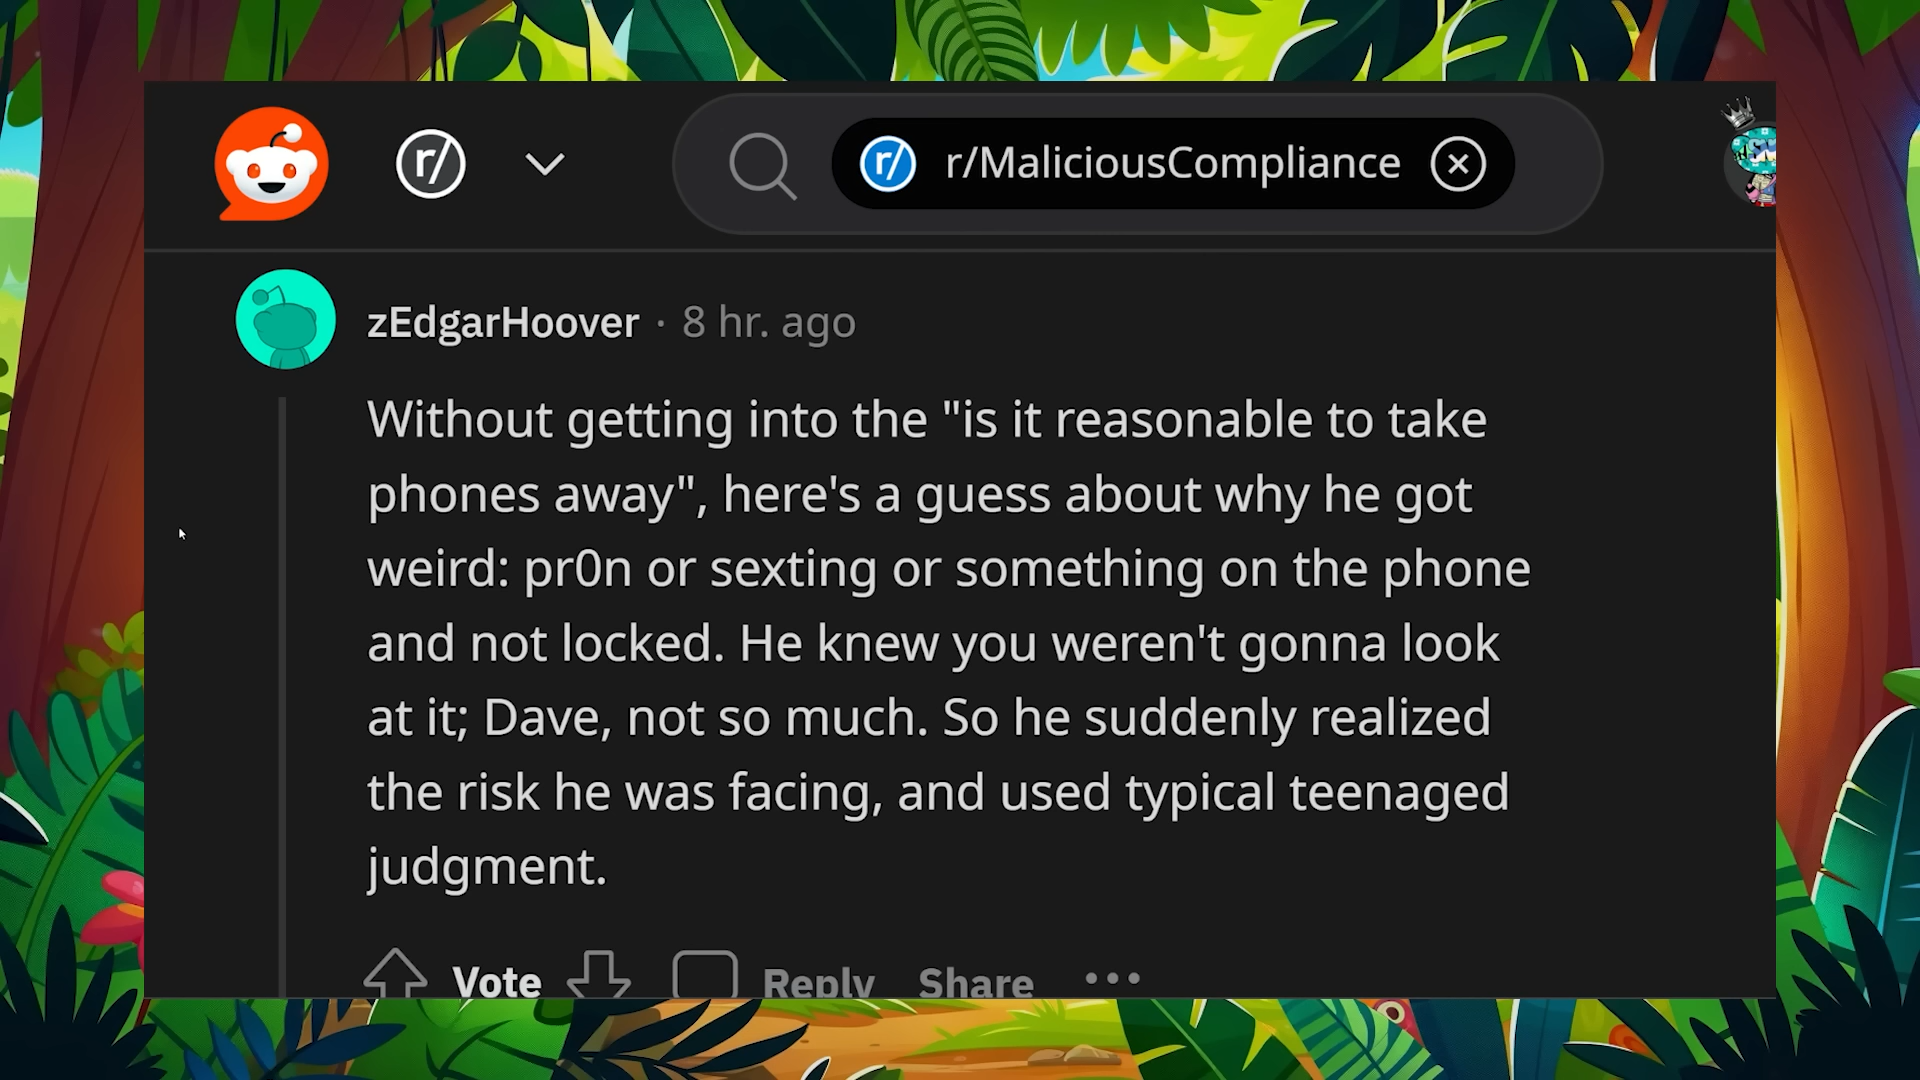 r/
r/ r/MaliciousCompliance
zEdgarHoover · 8 hr. ago
Without getting into the "is it reasonable to take
phones away", here's a guess about why he got
weird: pr0n or sexting or something on the phone
and not locked. He knew you weren't gonna look
at it; Dave, not so much. So he suddenly realized
the risk he was facing, and used typical teenaged
judgment.
Vote Reply Share